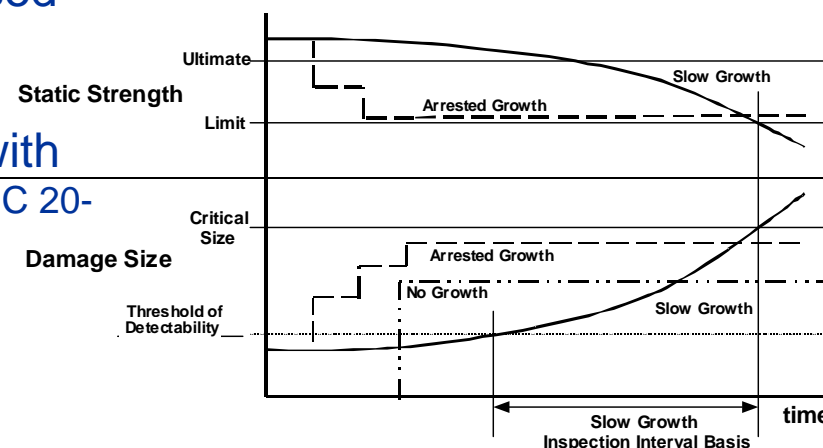 Ultimate
Slow Growth
Static Strength
Arrested Growth
Limit
with
C 20-
Critical
Size
Damage Size
Arrested Growth
No Growth
Threshold of
Detectability
Slow Growth
time
Slow Growth
Inspection Interval Basis